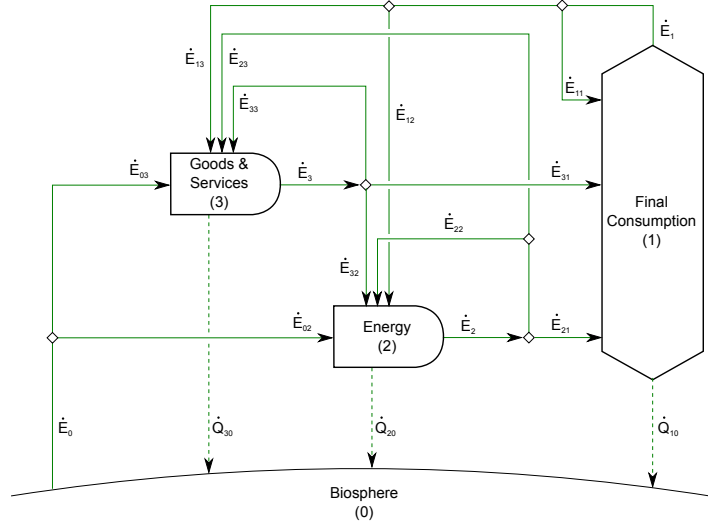 Ė₁
Ė₁₃
Ė₂₃
Ė₁₁
Ė₃₃
Ė₁₂
Goods &
Services
(3)
Ė₀₃
Ė₃
Ė₃₁
Final
Consumption
(1)
Ė₂₂
Ė₃₂
Ė₀₂
Energy
(2)
Ė₂
Ė₂₁
Ė₀
Q̇₃₀
Q̇₂₀
Q̇₁₀
Biosphere
(0)